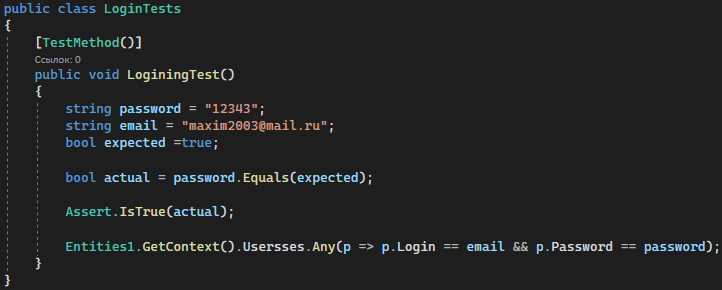 public class LoginTests
{
[TestMethod()]
Ссылок: 0
public void LoginingTest()
{
string password = "12343";
string email = "maxim2003@mail.ru";
bool expected =true;
bool actual = password.Equals(expected);
Assert.IsTrue(actual);
Entities1.GetContext().Usersses.Any(p => p.Login == email && p.Password == password);
}
}